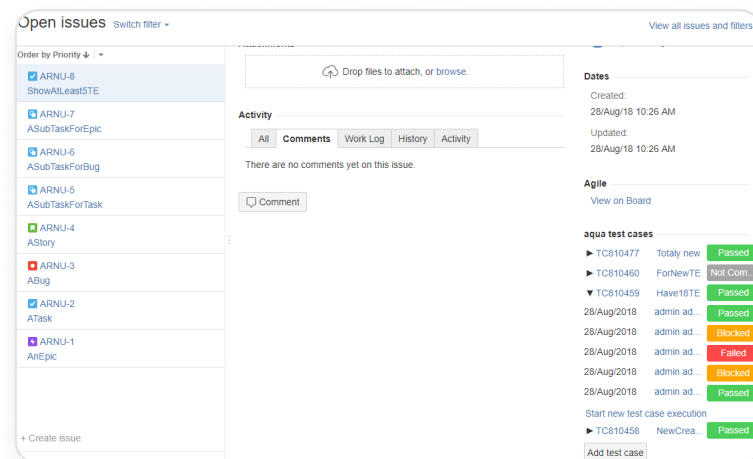 Open issues Switch filter
View all issues and filters
Order by Priority
ARNU-8
ShowAtLeast5TE
ARNU-7
ASubTaskForEpic
ARNU-6
ASubTaskForBug
ARNU-5
ASubTaskForTask
ARNU-4
AStory
ARNU-3
ABug
ARNU-2
ATask
ARNU-1
AnEpic
+ Create issue
Attachments
Drop files to attach, or browse.
Activity
All Comments Work Log History Activity
There are no comments yet on this issue.
Comment
Dates
Created:
28/Aug/18 10:26 AM
Updated:
28/Aug/18 10:26 AM
Agile
View on Board
aqua test cases
TC810477 Totaly new Passed
TC810460 ForNewTE Not Com...
TC810459 Have18TE Passed
28/Aug/2018 admin ad... Passed
28/Aug/2018 admin ad... Blocked
28/Aug/2018 admin ad... Failed
28/Aug/2018 admin ad... Blocked
28/Aug/2018 admin ad... Passed
Start new test case execution
TC810458 NewCrea... Passed
Add test case